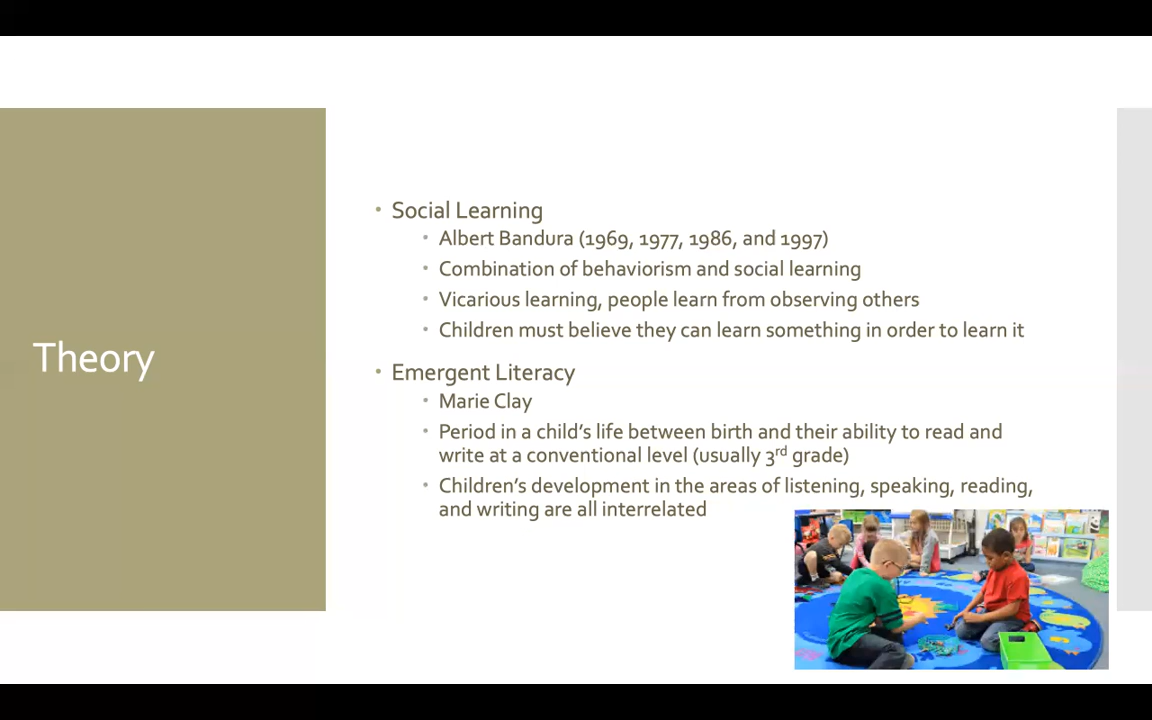 Theory
• Social Learning
• Albert Bandura (1969, 1977, 1986, and 1997)
• Combination of behaviorism and social learning
• Vicarious learning, people learn from observing others
• Children must believe they can learn something in order to learn it
• Emergent Literacy
• Marie Clay
• Period in a child’s life between birth and their ability to read and
write at a conventional level (usually 3rd grade)
• Children’s development in the areas of listening, speaking, reading,
and writing are all interrelated